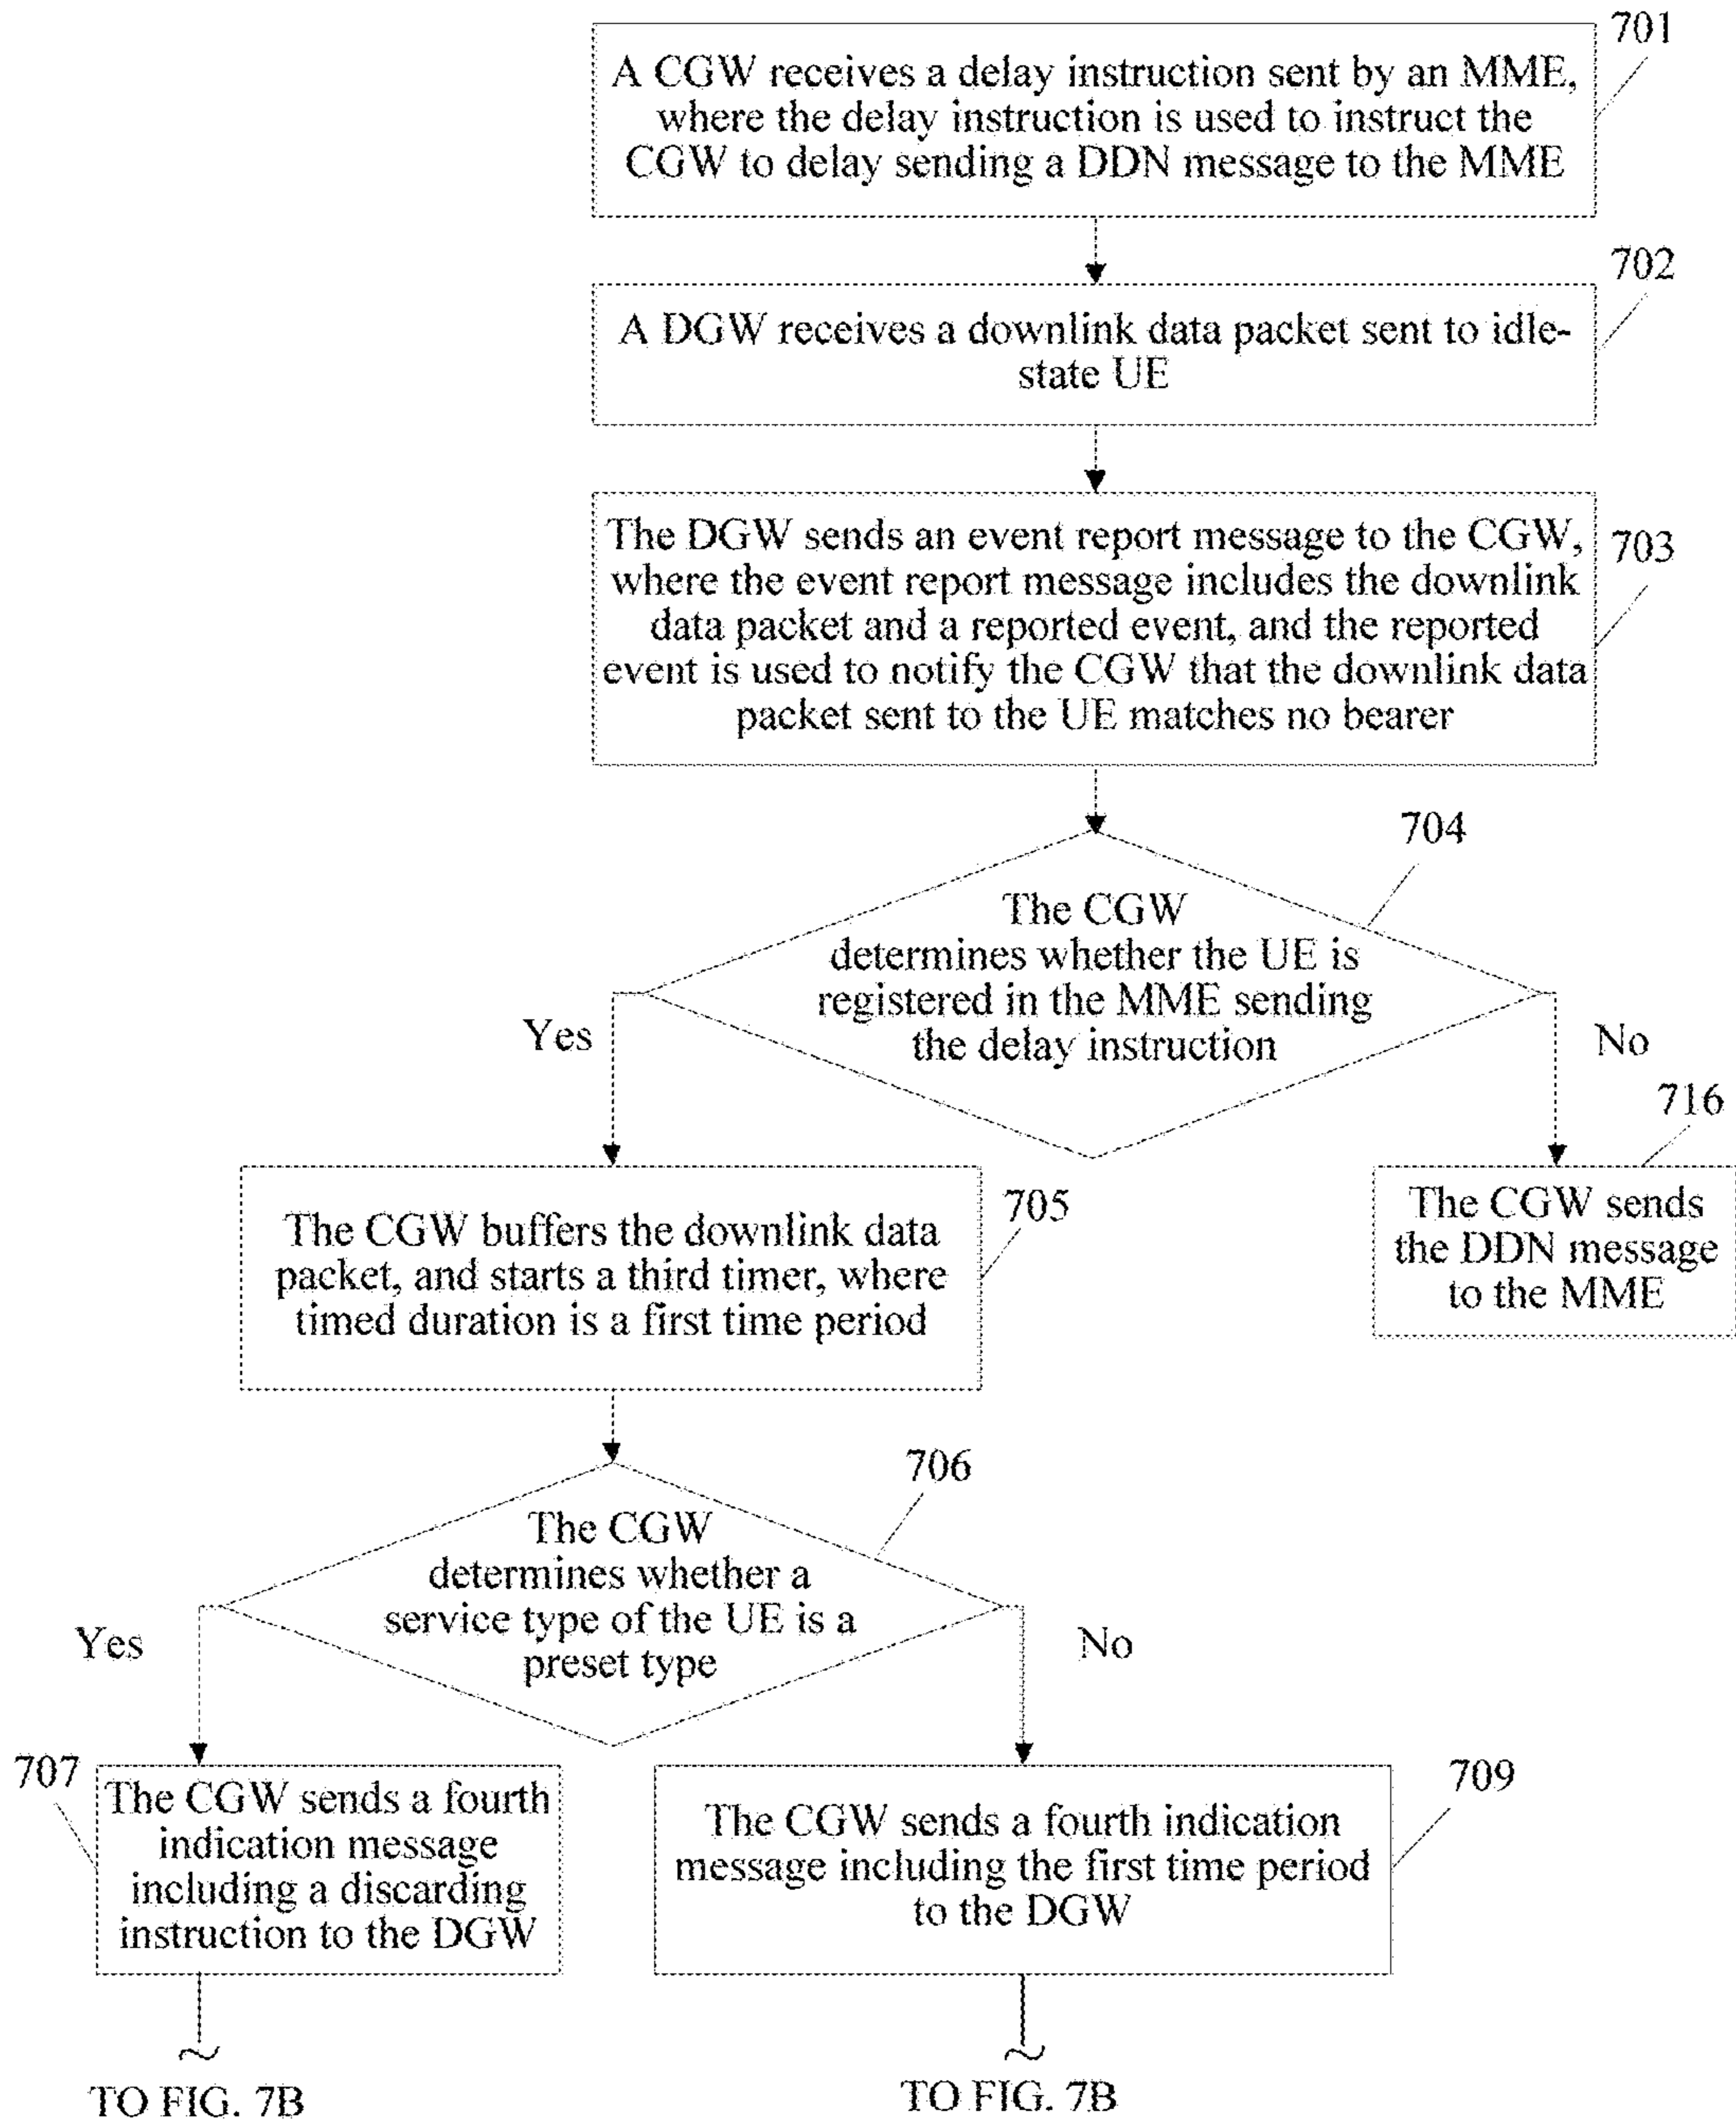 701
A CGW receives a delay instruction sent by an MME,
where the delay instruction is used to instruct the
CGW to delay sending a DDN message to the MME
702
A DGW receives a downlink data packet sent to idle-
state UE
703
The DGW sends an event report message to the CGW,
where the event report message includes the downlink
data packet and a reported event, and the reported
event is used to notify the CGW that the downlink data
packet sent to the UE matches no bearer
704
The CGW
determines whether the UE is
registered in the MME sending
the delay instruction
Yes
No
716
The CGW sends
the DDN message
to the MME
705
The CGW buffers the downlink data
packet, and starts a third timer, where
timed duration is a first time period
706
The CGW
determines whether a
service type of the UE is a
preset type
Yes
No
707
The CGW sends a fourth
indication message
including a discarding
instruction to the DGW
709
The CGW sends a fourth indication
message including the first time period
to the DGW
TO FIG. 7B
TO FIG. 7B